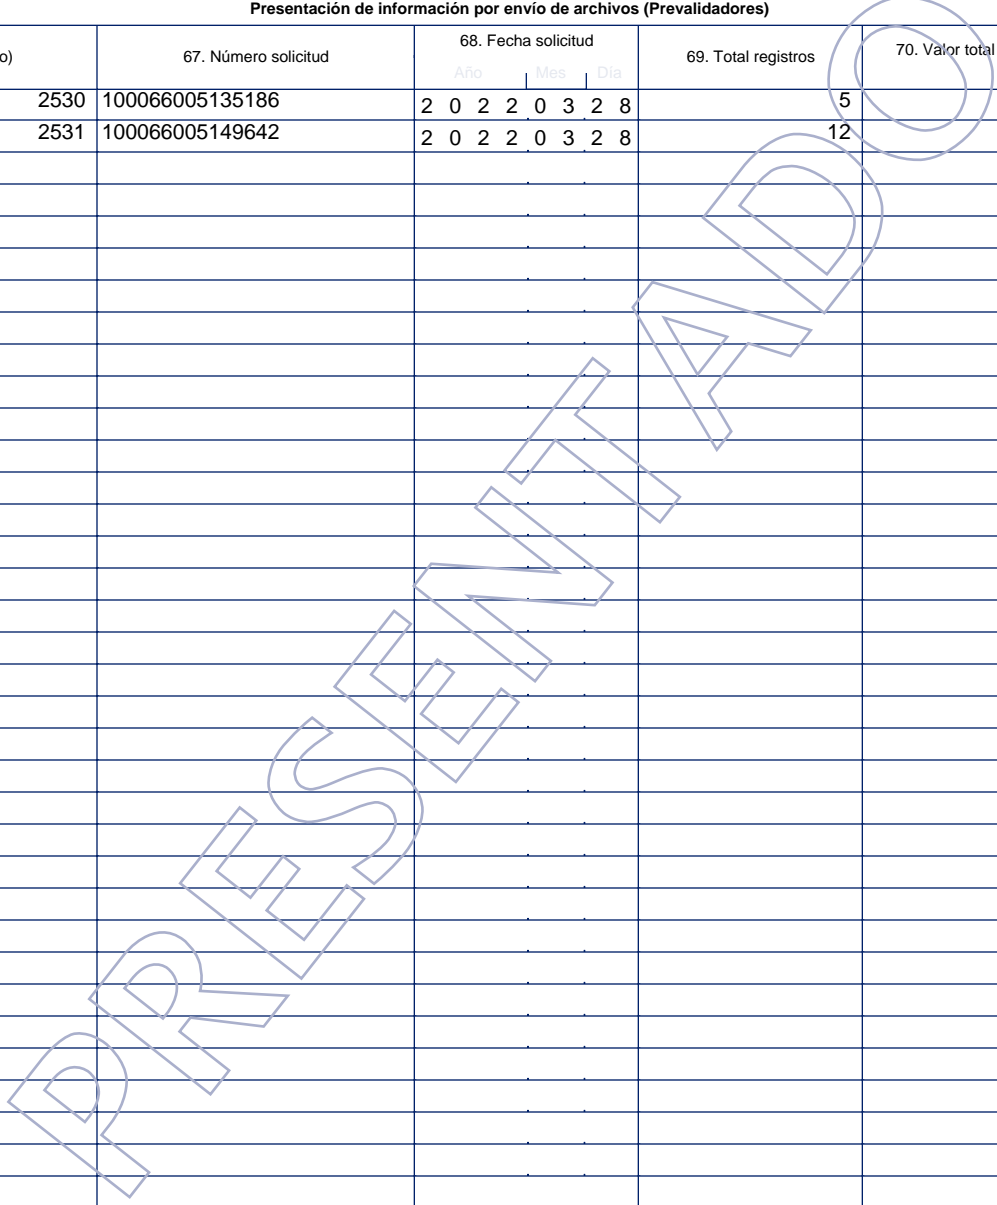 Presentación de información por envío de archivos (Prevalidadores)
o) 67. Número solicitud 68. Fecha solicitud 69. Total registros 70. Valor total
Año Mes Día
2530 100066005135186 2 0 2 2 0 3 2 8 5
2531 100066005149642 2 0 2 2 0 3 2 8 12
PRESENTADO